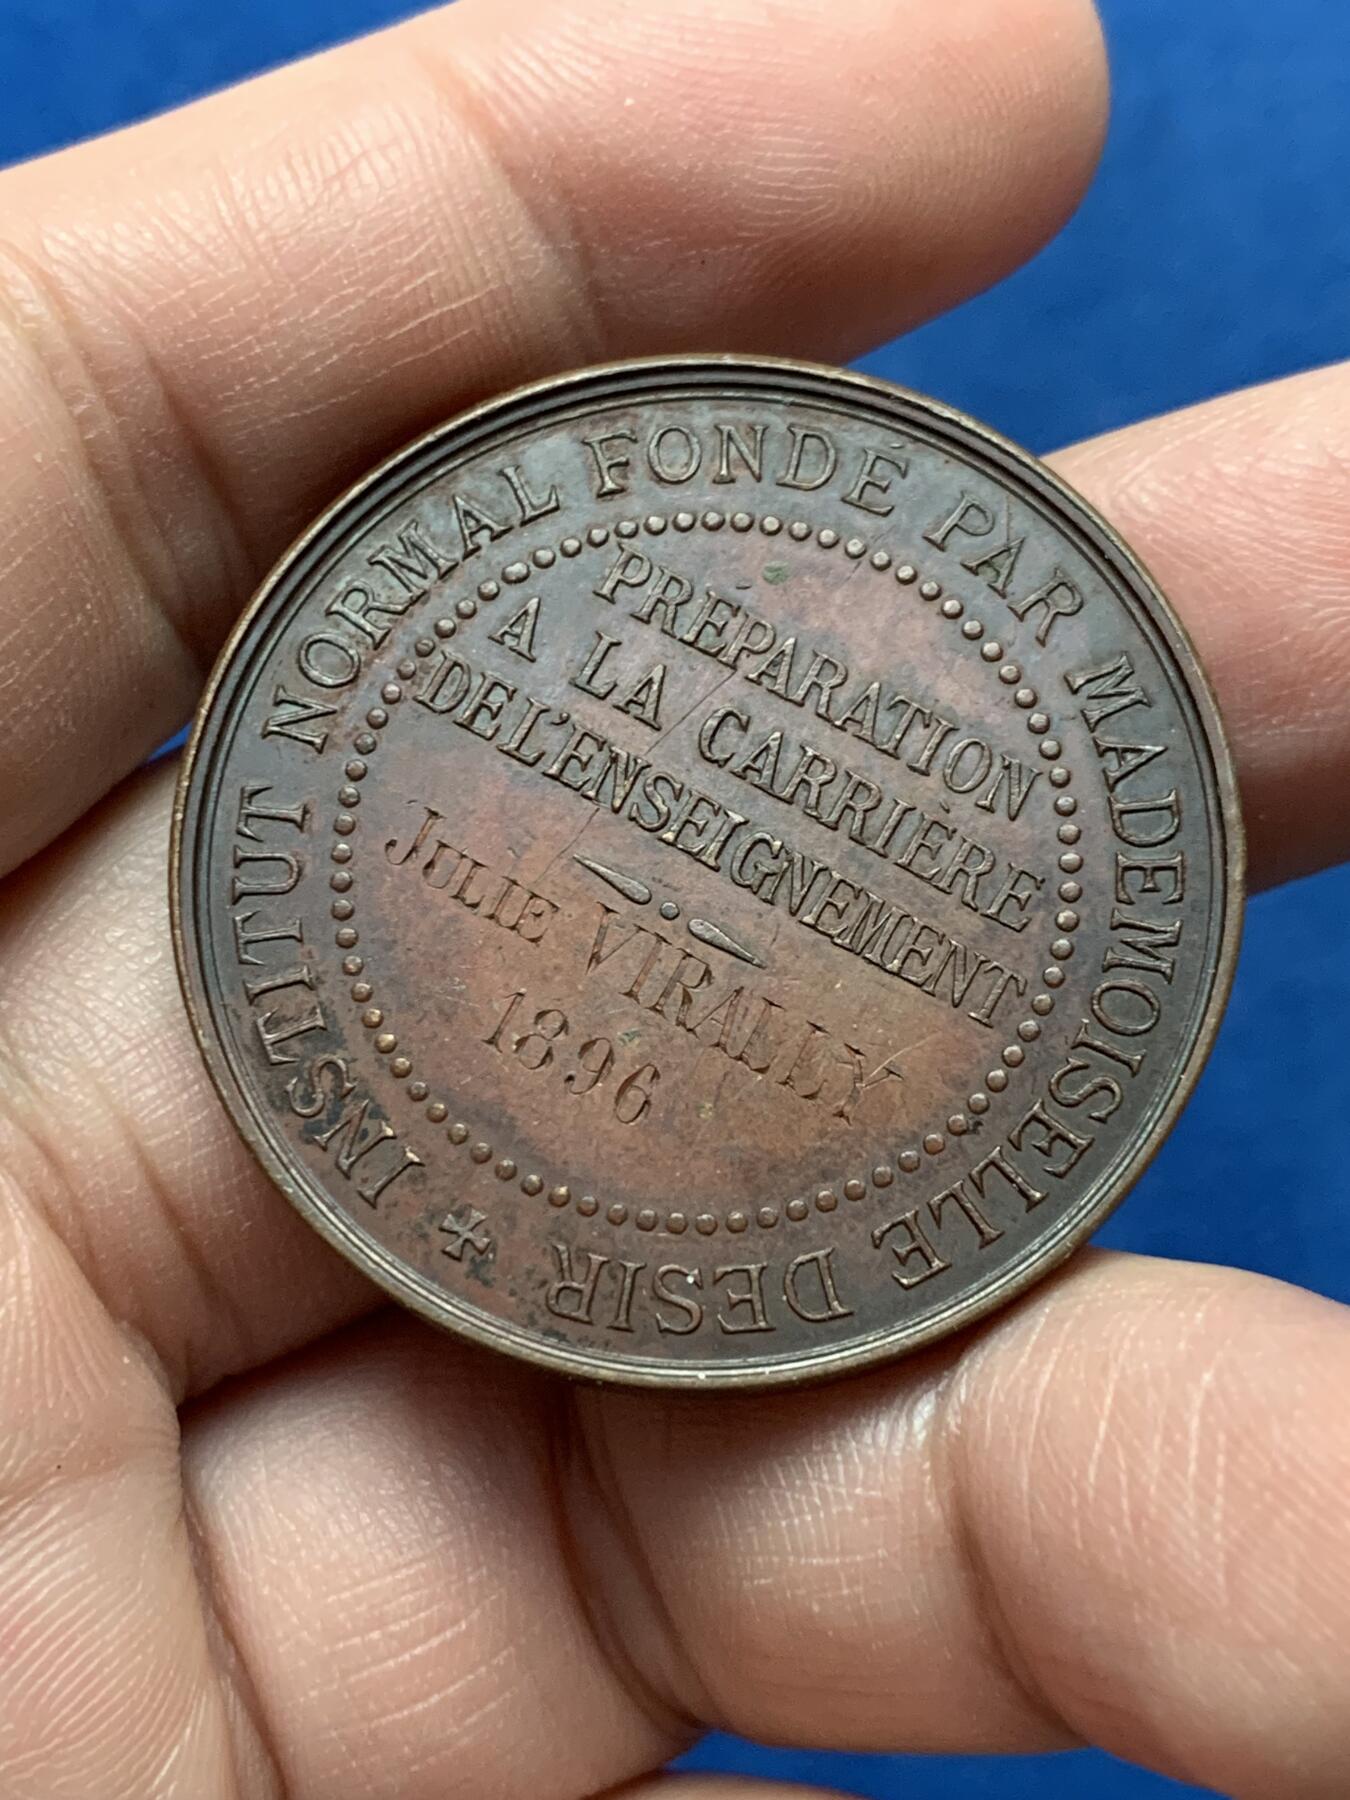 INSTITUT NORMAL FONDÉ PAR MADEMOISELLE DESIR
PRÉPARATION
A LA CARRIÈRE
DE L'ENSEIGNEMENT
JULIE VIRALLY
1896